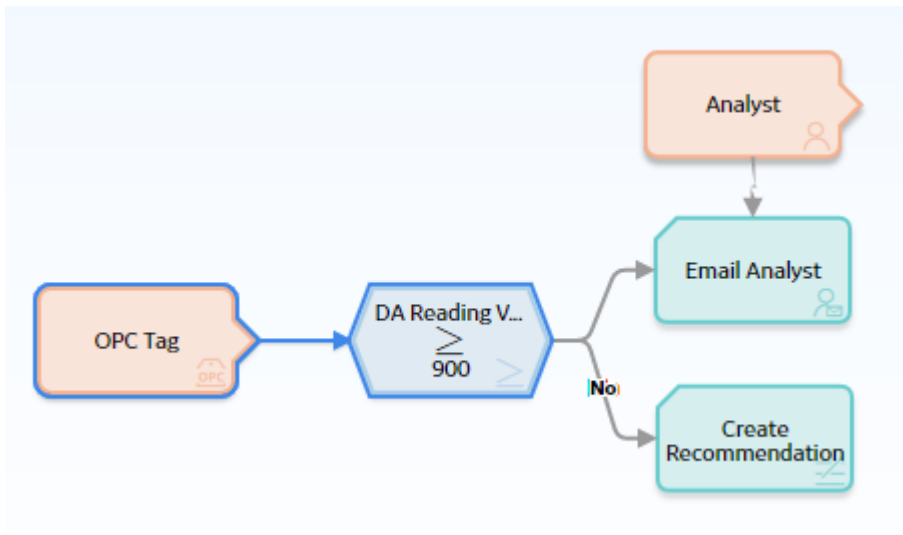 Analyst
Email Analyst
OPC Tag
OPC
DA Reading V...
≥
900
No
Create
Recommendation